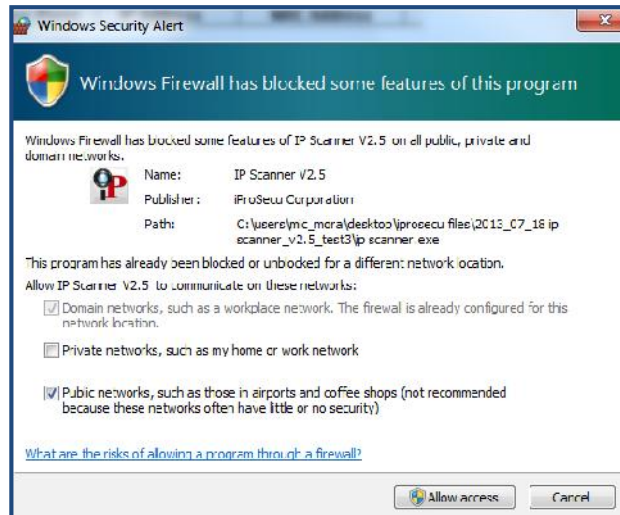 Windows Security Alert
Windows Firewall has blocked some features of this program
Windows Firewall has blocked some features of IP Scanner V2.5 on all public, private and
domain networks.
Name: IP Scanner V2.5
Publisher: iProSecu Corporation
Path: C:\users\mc_mora\desktop\iprosecu files\2013_07_18 ip
scanner_v2.5_test3\ip scanner.exe
This program has already been blocked or unblocked for a different network location.
Allow IP Scanner V2.5 to communicate on these networks:
Domain networks, such as a workplace network. The firewall is already configured for this
network location.
Private networks, such as my home or work network
Public networks, such as those in airports and coffee shops (not recommended
because these networks often have little or no security)
What are the risks of allowing a program through a firewall?
Allow access Cancel